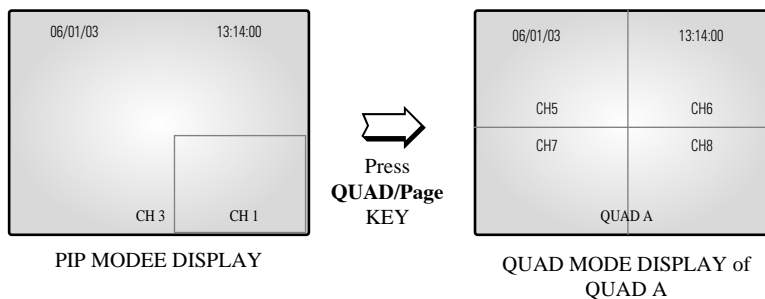 06/01/03 13:14:00
CH 3 CH 1
PIP MODEE DISPLAY
Press
QUAD/Page
KEY
06/01/03 13:14:00
CH5 CH6
CH7 CH8
QUAD A
QUAD MODE DISPLAY of
QUAD A